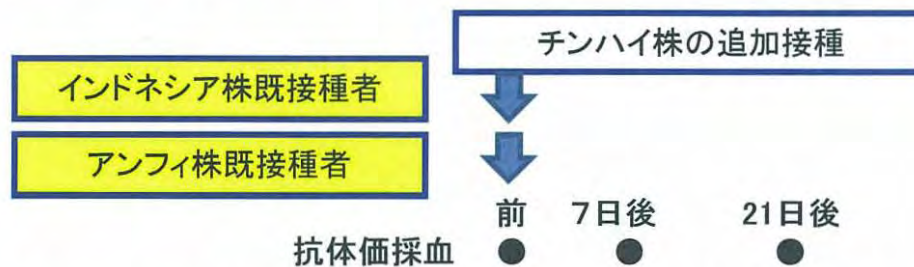 チンハイ株の追加接種
インドネシア株既接種者
アンフィ株既接種者
前 7日後 21日後
抗体価採血